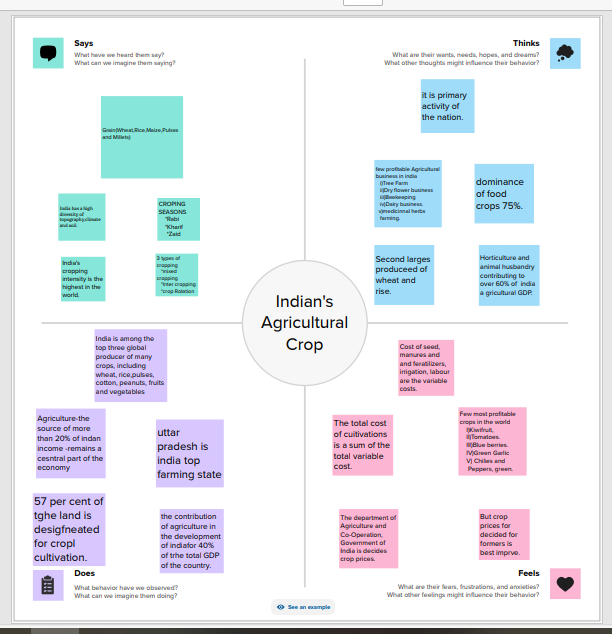 Says
What have we heard them say?
What can we imagine them saying?
Thinks
What are their wants, needs, hopes, and dreams?
What other thoughts might influence their behavior?
Grain(Wheat,Rice,Maize,Pulses
and Millets)
India has a high
diversity of
topography,climate
and soil.
CROPING
SEASONS
*Rabi
*Kharif
*Zaid
India's
cropping
intensity is the
highest in the
world.
3 types of
cropping
*mixed
cropping
*Inter cropping
*crop Rotation
it is primary
activity of
the nation.
few profitable Agricultural
business in india
i)Tree Farm
ii)Dry flower business
iii)Beekeeping
iv)Dairy business.
v)medicinnal herbs
farming.
dominance
of food
crops 75%.
Second larges
produceed of
wheat and
rise.
Horticulture and
animal husbandry
contributing to
over 60% of india
a gricultural GDP.
Indian's
Agricultural
Crop
India is among the
top three global
producer of many
crops, including
wheat, rice,pulses,
cotton, peanuts, fruits
and vegetables
Agriculture-the
source of more
than 20% of indan
income -remains a
cesntral part of the
economy
uttar
pradesh is
india top
farming state
57 per cent of
tghe land is
desigfneated
for cropl
cultivation.
the contribution
of agriculture in
the development
of indiafor 40%
of trhe total GDP
of the country.
Cost of seed,
manures and
and feratilizers,
irrigation, labour
are the variable
costs.
The total cost
of cuitivations
is a sum of the
total variable
cost.
Few most profitable
crops in the world
I)Kiwifruit,
II)Tomatoes.
III)Blue berries.
IV)Green Garlic
V) Chilies and
Peppers, green.
The department of
Agriculture and
Co-Operation,
Government of
India is decides
crop prices.
But crop
prices for
decided for
formers is
best imprve.
Does
What behavior have we observed?
What can we imagine them doing?
Feels
What are their fears, frustrations, and anxieties?
What other feelings might influence their behavior?
See an example